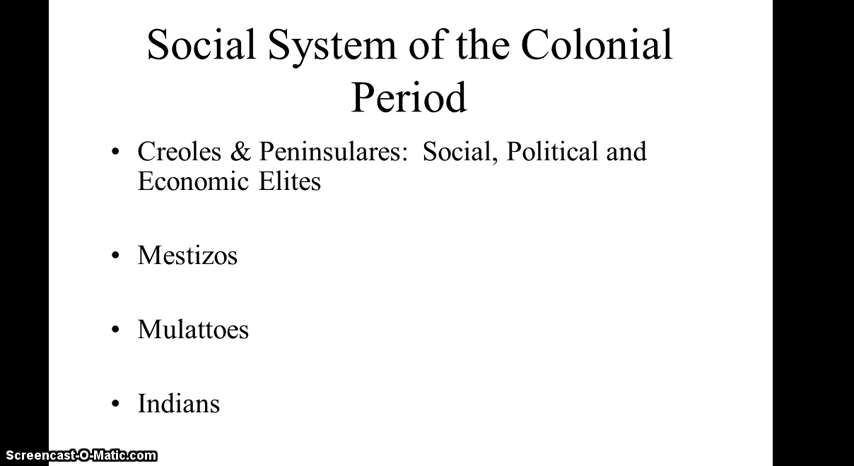 Social System of the Colonial
Period
• Creoles & Peninsulares: Social, Political and
Economic Elites
• Mestizos
• Mulattoes
• Indians
Screencast-O-Matic.com